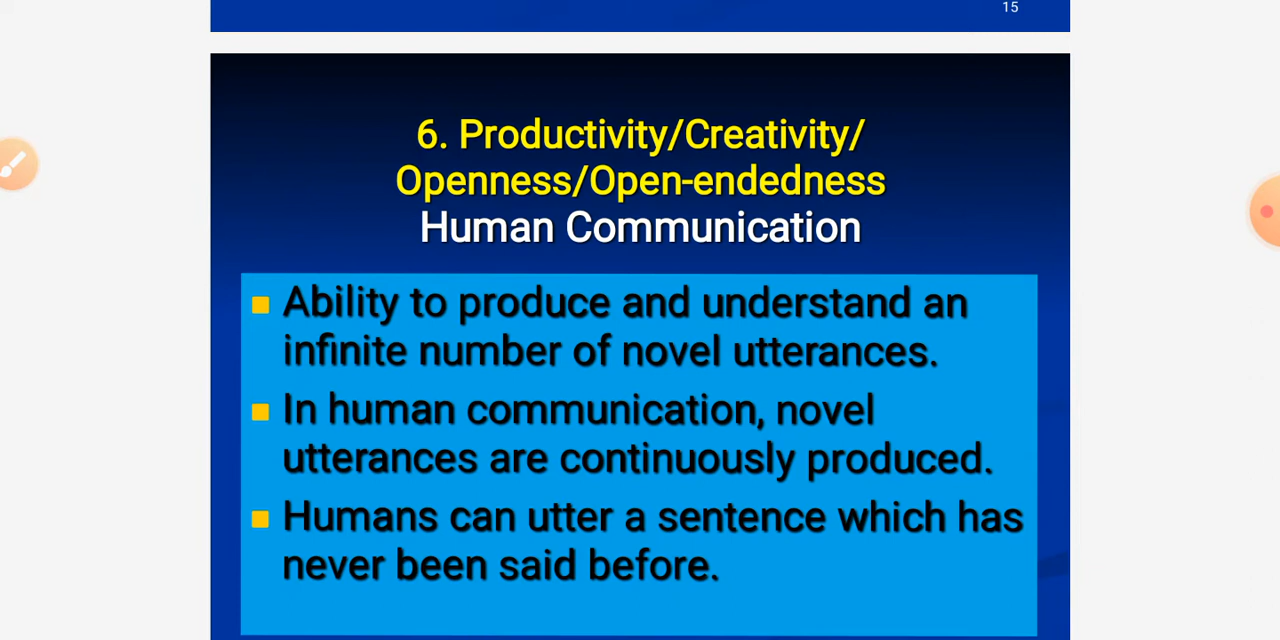 15
6. Productivity/Creativity/
Openness/Open-endedness
Human Communication
Ability to produce and understand an
infinite number of novel utterances.
In human communication, novel
utterances are continuously produced.
Humans can utter a sentence which has
never been said before.